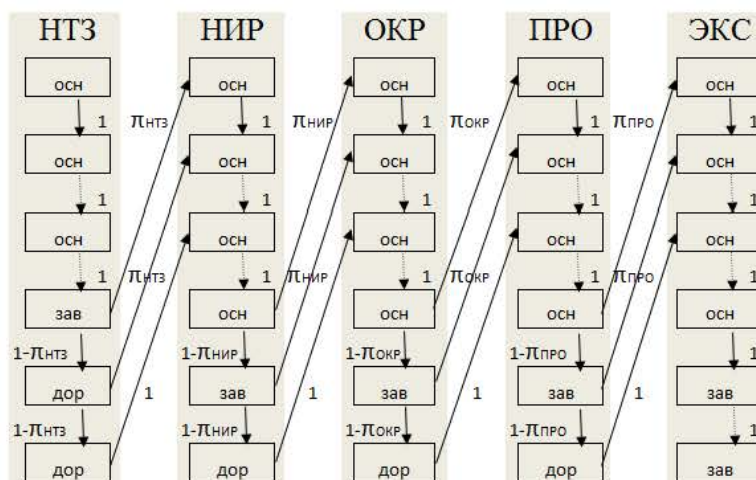 НТЗ НИР ОКР ПРО ЭКС
осн осн осн осн осн
1 πНТЗ 1 πНИР 1 πОКР 1 πПРО 1
осн осн осн осн осн
1 1 1 1 1
осн осн осн осн осн
1 πНТЗ 1 πНИР 1 πОКР 1 πПРО 1
зав осн осн осн осн
1-πНТЗ 1-πНИР 1-πОКР 1-πПРО 1
дор 1 зав 1 зав 1 зав 1 зав
1-πНТЗ 1-πНИР 1-πОКР 1-πПРО 1
дор дор дор дор зав